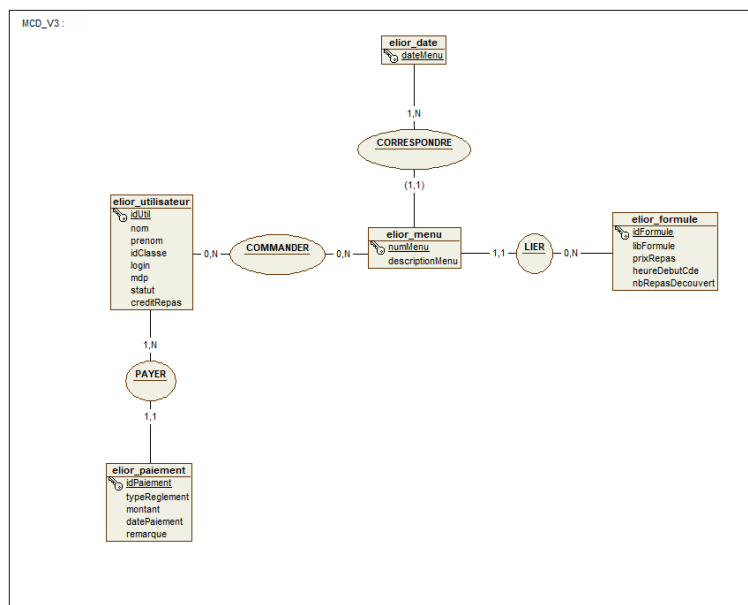 MCD_V3 :
elior_date
dateMenu
1,N
CORRESPONDRE
(1,1)
elior_utilisateur
idUtil
nom
prenom
idClasse
login
mdp
statut
creditRepas
0,N
COMMANDER
0,N
elior_menu
numMenu
descriptionMenu
1,1
LIER
0,N
elior_formule
idFormule
libFormule
prixRepas
heureDebutCde
nbRepasDecouvert
1,N
PAYER
1,1
elior_paiement
idPaiement
typeReglement
montant
datePaiement
remarque